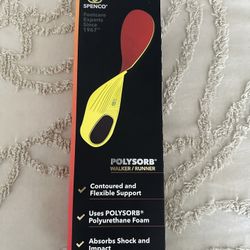 SPENCO®
Footcare
Experts
Since
1967™
POLYSORB®
WALKER / RUNNER
✓ Contoured and
Flexible Support
✓ Uses POLYSORB®
Polyurethane Foam
✓ Absorbs Shock and
Impact